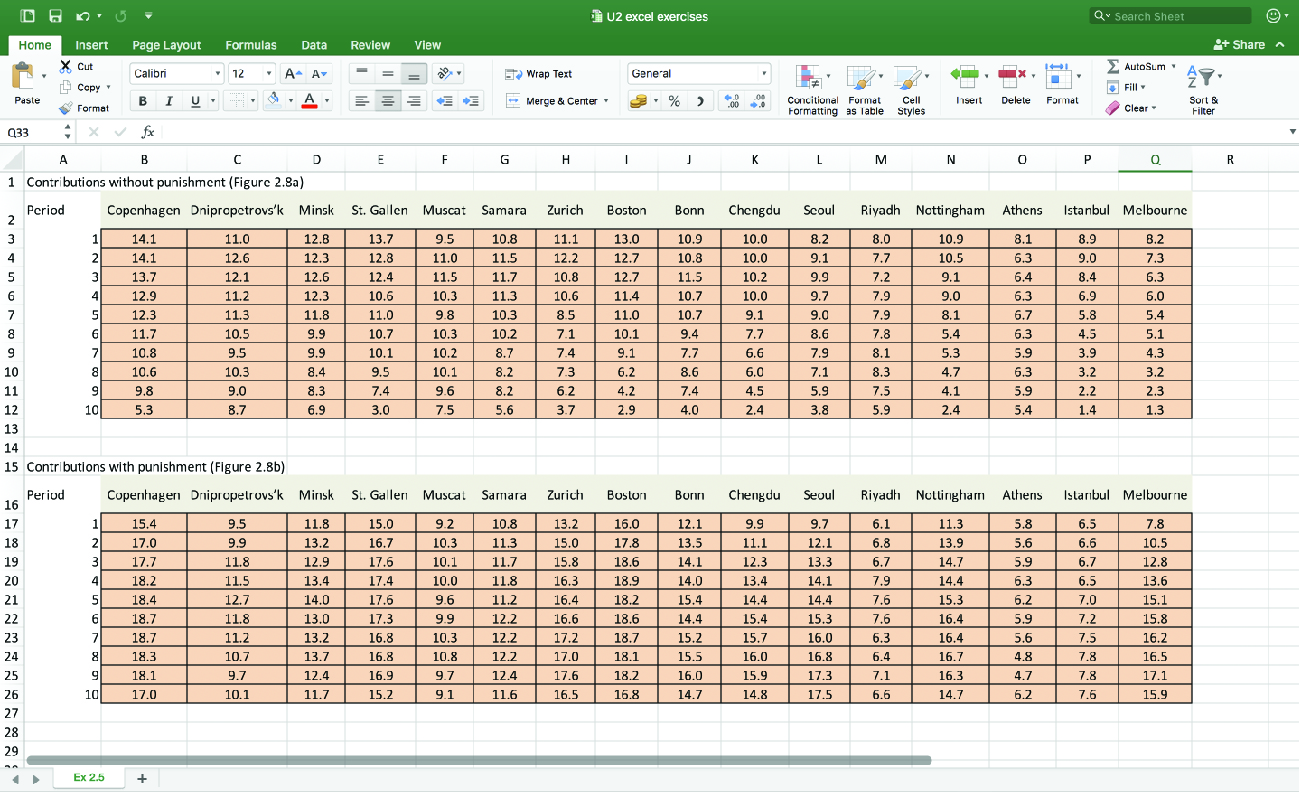 U2 excel exercises
Search Sheet
Home Insert Page Layout Formulas Data Review View
Share
Paste
Cut
Copy
Format
Calibri 12
B I U
Wrap Text
Merge & Center
General
Conditional Formatting
Format as Table
Cell Styles
Insert Delete Format
AutoSum
Fill
Clear
Sort & Filter
Q33 fx
A B C D E F G H I J K L M N O P Q R
1 Contributions without punishment (Figure 2.8a)
2 Period Copenhagen Dnipropetrovs'k Minsk St. Gallen Muscat Samara Zurich Boston Bonn Chengdu Seoul Riyadh Nottingham Athens Istanbul Melbourne
3 1 14.1 11.0 12.8 13.7 9.5 10.8 11.1 13.0 10.9 10.0 8.2 8.0 10.9 8.1 8.9 8.2
4 2 14.1 12.6 12.3 12.8 11.0 11.5 12.2 12.7 10.8 10.0 9.1 7.7 10.5 6.3 9.0 7.3
5 3 13.7 12.1 12.6 12.4 11.5 11.7 10.8 12.7 11.5 10.2 9.9 7.2 9.1 6.4 8.4 6.3
6 4 12.9 11.2 12.3 10.6 10.3 11.3 10.6 11.4 10.7 10.0 9.7 7.9 9.0 6.3 6.9 6.0
7 5 12.3 11.3 11.8 11.0 9.8 10.3 8.5 11.0 10.7 9.1 9.0 7.9 8.1 6.7 5.8 5.4
8 6 11.7 10.5 9.9 10.7 10.3 10.2 7.1 10.1 9.4 7.7 8.6 7.8 5.4 6.3 4.5 5.1
9 7 10.8 9.5 9.9 10.1 10.2 8.7 7.4 9.1 7.7 6.6 7.9 8.1 5.3 5.9 3.9 4.3
10 8 10.6 10.3 8.4 9.5 10.1 8.2 7.3 6.2 8.6 6.0 7.1 8.3 4.7 6.3 3.2 3.2
11 9 9.8 9.0 8.3 7.4 9.6 8.2 6.2 4.2 7.4 4.5 5.9 7.5 4.1 5.9 2.2 2.3
12 10 5.3 8.7 6.9 3.0 7.5 5.6 3.7 2.9 4.0 2.4 3.8 5.9 2.4 5.4 1.4 1.3
13
14
15 Contributions with punishment (Figure 2.8b)
16 Period Copenhagen Dnipropetrovs'k Minsk St. Gallen Muscat Samara Zurich Boston Bonn Chengdu Seoul Riyadh Nottingham Athens Istanbul Melbourne
17 1 15.4 9.5 11.8 15.0 9.2 10.8 13.2 16.0 12.1 9.9 9.7 6.1 11.3 5.8 6.5 7.8
18 2 17.0 9.9 13.2 16.7 10.3 11.3 15.0 17.8 13.5 11.1 12.1 6.8 13.9 5.6 6.6 10.5
19 3 17.7 11.8 12.9 17.6 10.1 11.7 15.8 18.6 14.1 12.3 13.3 6.7 14.7 5.9 6.7 12.8
20 4 18.2 11.5 13.4 17.4 10.0 11.8 16.3 18.9 14.0 13.4 14.1 7.9 14.4 6.3 6.5 13.6
21 5 18.4 12.7 14.0 17.6 9.6 11.2 16.4 18.2 15.4 14.4 14.4 7.6 15.3 6.2 7.0 15.1
22 6 18.7 11.8 13.0 17.3 9.9 12.2 16.6 18.6 14.4 15.4 15.3 7.6 16.4 5.9 7.2 15.8
23 7 18.7 11.2 13.2 16.8 10.3 12.2 17.2 18.7 15.2 15.7 16.0 6.3 16.4 5.6 7.5 16.2
24 8 18.3 10.7 13.7 16.8 10.8 12.2 17.0 18.1 15.5 16.0 16.8 6.4 16.7 4.8 7.8 16.5
25 9 18.1 9.7 12.4 16.9 9.7 12.4 17.6 18.2 16.0 15.9 17.3 7.1 16.3 4.7 7.8 17.1
26 10 17.0 10.1 11.7 15.2 9.1 11.6 16.5 16.8 14.7 14.8 17.5 6.6 14.7 6.2 7.6 15.9
27
28
29
Ex 2.5 +